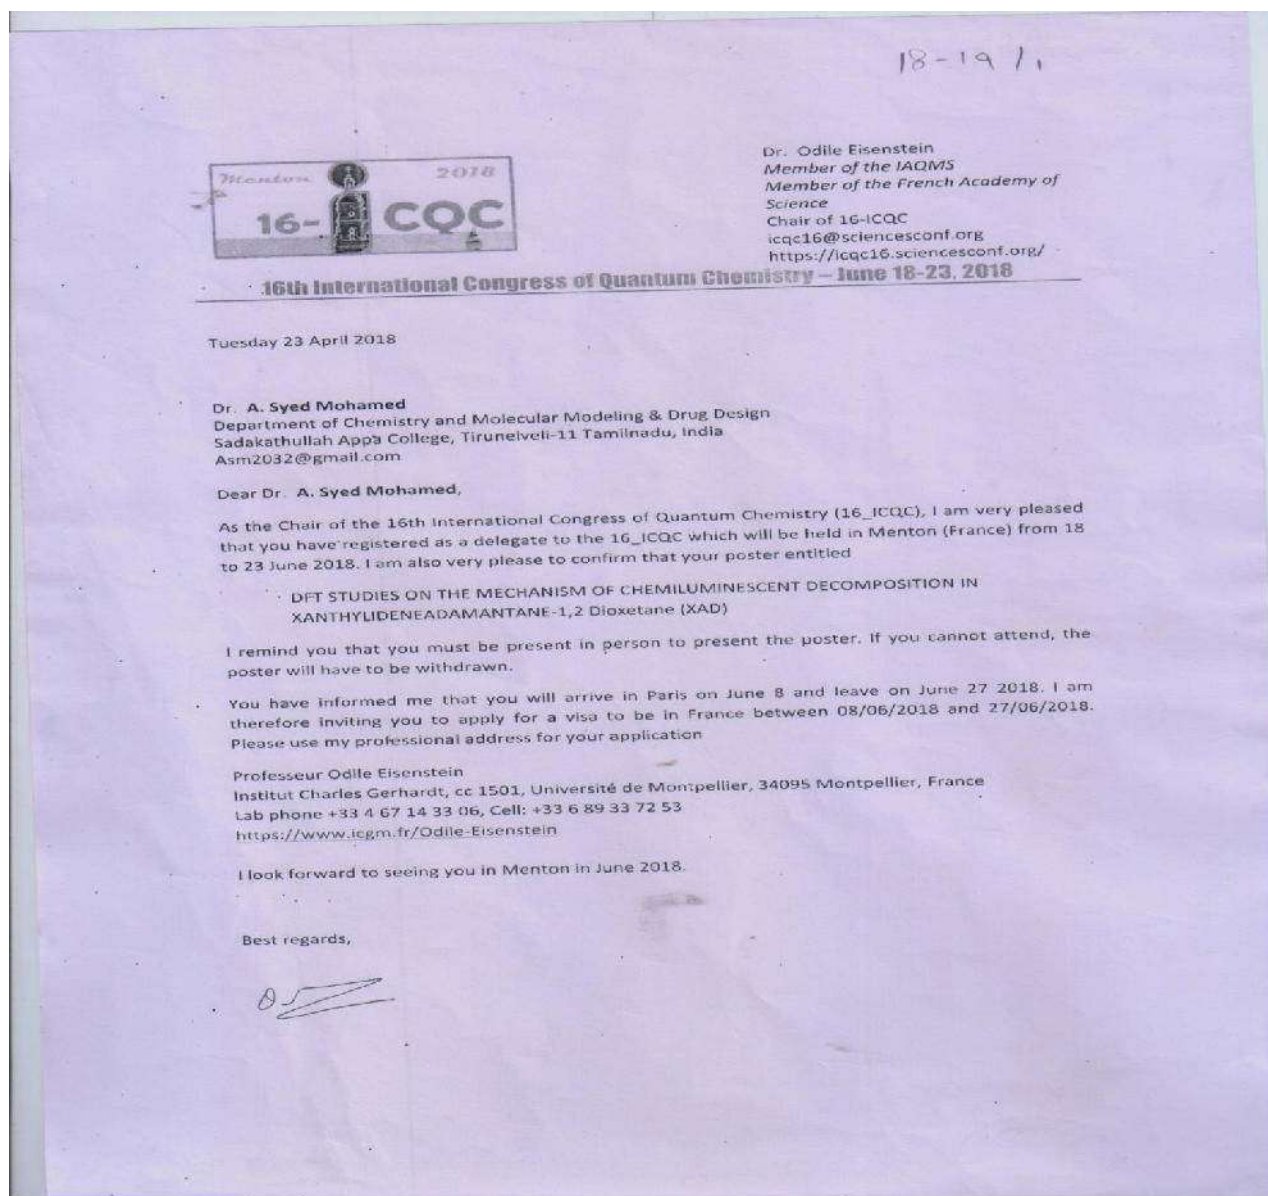 18-19/1
Menton 2018
16-ICQC
Dr. Odile Eisenstein
Member of the IAQMS
Member of the French Academy of
Science
Chair of 16-ICQC
icqc16@sciencesconf.org
https://icqc16.sciencesconf.org/
16th International Congress of Quantum Chemistry – June 18-23, 2018
Tuesday 23 April 2018
Dr. A. Syed Mohamed
Department of Chemistry and Molecular Modeling & Drug Design
Sadakathullah Appa College, Tirunelveli-11 Tamilnadu, India
Asm2032@gmail.com
Dear Dr. A. Syed Mohamed,
As the Chair of the 16th International Congress of Quantum Chemistry (16_ICQC), I am very pleased
that you have registered as a delegate to the 16_ICQC which will be held in Menton (France) from 18
to 23 June 2018. I am also very please to confirm that your poster entitled
DFT STUDIES ON THE MECHANISM OF CHEMILUMINESCENT DECOMPOSITION IN
XANTHYLIDENEADAMANTANE-1,2 Dioxetane (XAD)
I remind you that you must be present in person to present the poster. If you cannot attend, the
poster will have to be withdrawn.
You have informed me that you will arrive in Paris on June 8 and leave on June 27 2018. I am
therefore inviting you to apply for a visa to be in France between 08/06/2018 and 27/06/2018.
Please use my professional address for your application
Professeur Odile Eisenstein
Institut Charles Gerhardt, cc 1501, Université de Montpellier, 34095 Montpellier, France
Lab phone +33 4 67 14 33 06, Cell: +33 6 89 33 72 53
https://www.icgm.fr/Odile-Eisenstein
I look forward to seeing you in Menton in June 2018.
Best regards,